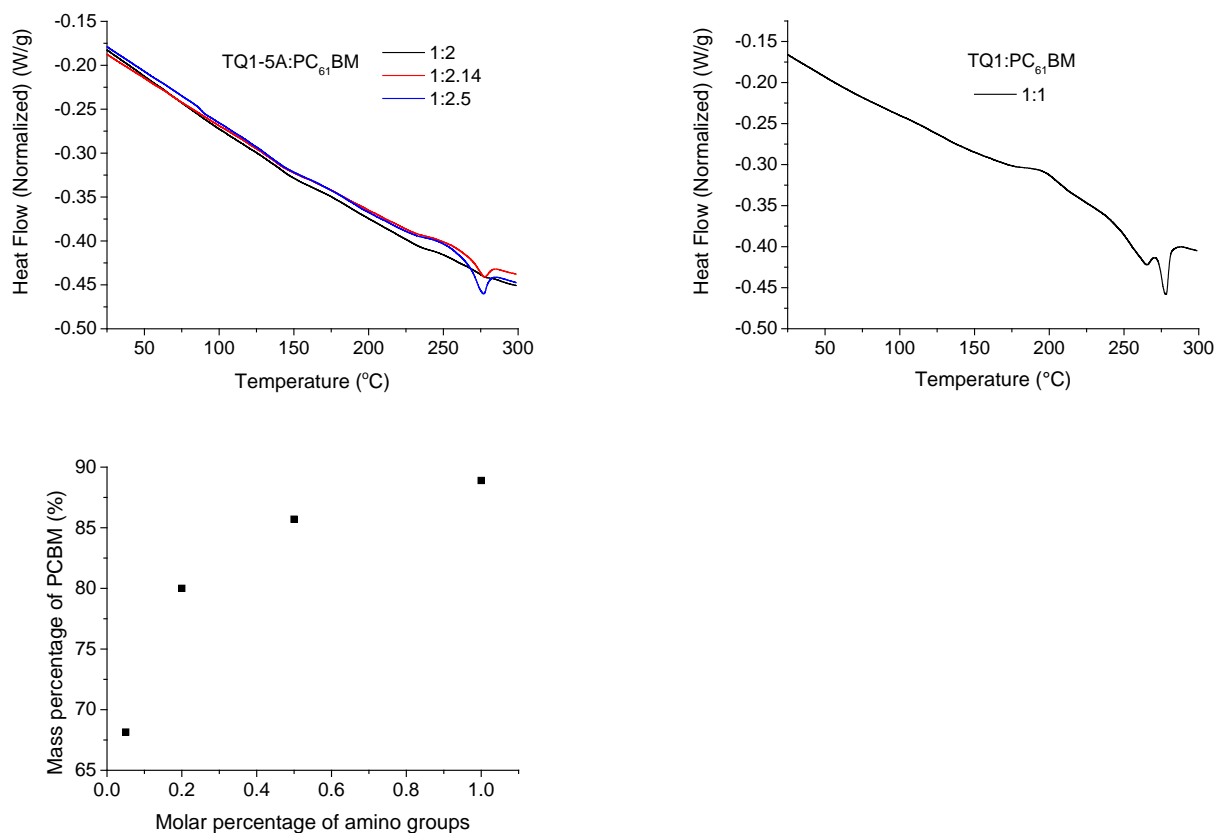 -0.15
-0.20
-0.25
-0.30
-0.35
-0.40
-0.45
-0.50
Heat Flow (Normalized) (W/g)
TQ1-5A:PC₆₁BM
1:2
1:2.14
1:2.5
50 100 150 200 250 300
Temperature (°C)
-0.15
-0.20
-0.25
-0.30
-0.35
-0.40
-0.45
-0.50
Heat Flow (Normalized) (W/g)
TQ1:PC₆₁BM
1:1
50 100 150 200 250 300
Temperature (°C)
90
85
80
75
70
65
Mass percentage of PCBM (%)
0.0 0.2 0.4 0.6 0.8 1.0
Molar percentage of amino groups